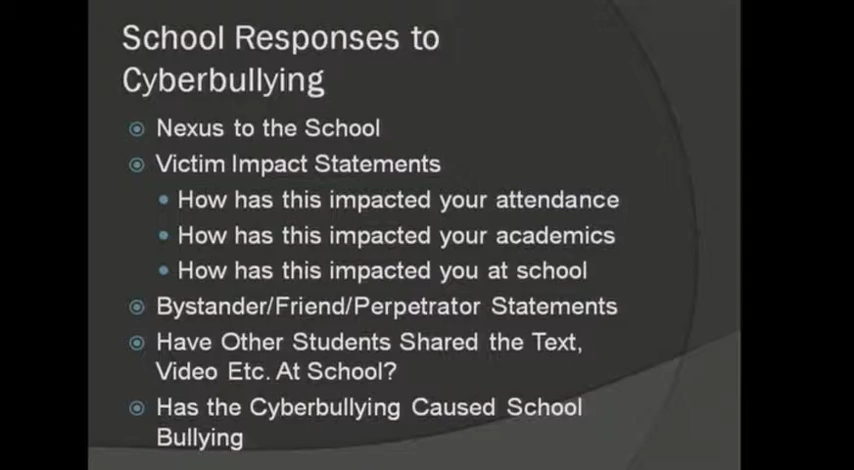 School Responses to
Cyberbullying
Nexus to the School
Victim Impact Statements
How has this impacted your attendance
How has this impacted your academics
How has this impacted you at school
Bystander/Friend/Perpetrator Statements
Have Other Students Shared the Text,
Video Etc. At School?
Has the Cyberbullying Caused School
Bullying